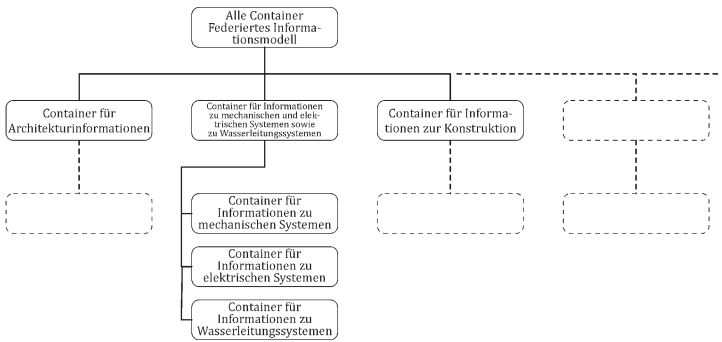 Alle Container
Federiertes Informa-
tionsmodell
Container für
Architekturinformationen
Container für Informationen
zu mechanischen und elek-
trischen Systemen sowie
zu Wasserleitungssystemen
Container für Informa-
tionen zur Konstruktion
Container für
Informationen zu
mechanischen Systemen
Container für
Informationen zu
elektrischen Systemen
Container für
Informationen zu
Wasserleitungssystemen